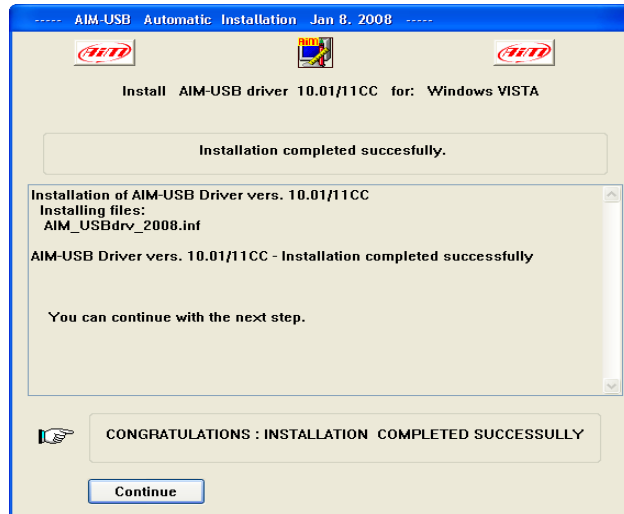 ----- AIM-USB Automatic Installation Jan 8. 2008 -----
AiM AiM AiM
Install AIM-USB driver 10.01/11CC for: Windows VISTA
Installation completed succesfully.
Installation of AIM-USB Driver vers. 10.01/11CC
Installing files:
AIM_USBdrv_2008.inf
AIM-USB Driver vers. 10.01/11CC - Installation completed successfully
You can continue with the next step.
CONGRATULATIONS : INSTALLATION COMPLETED SUCCESSULLY
Continue